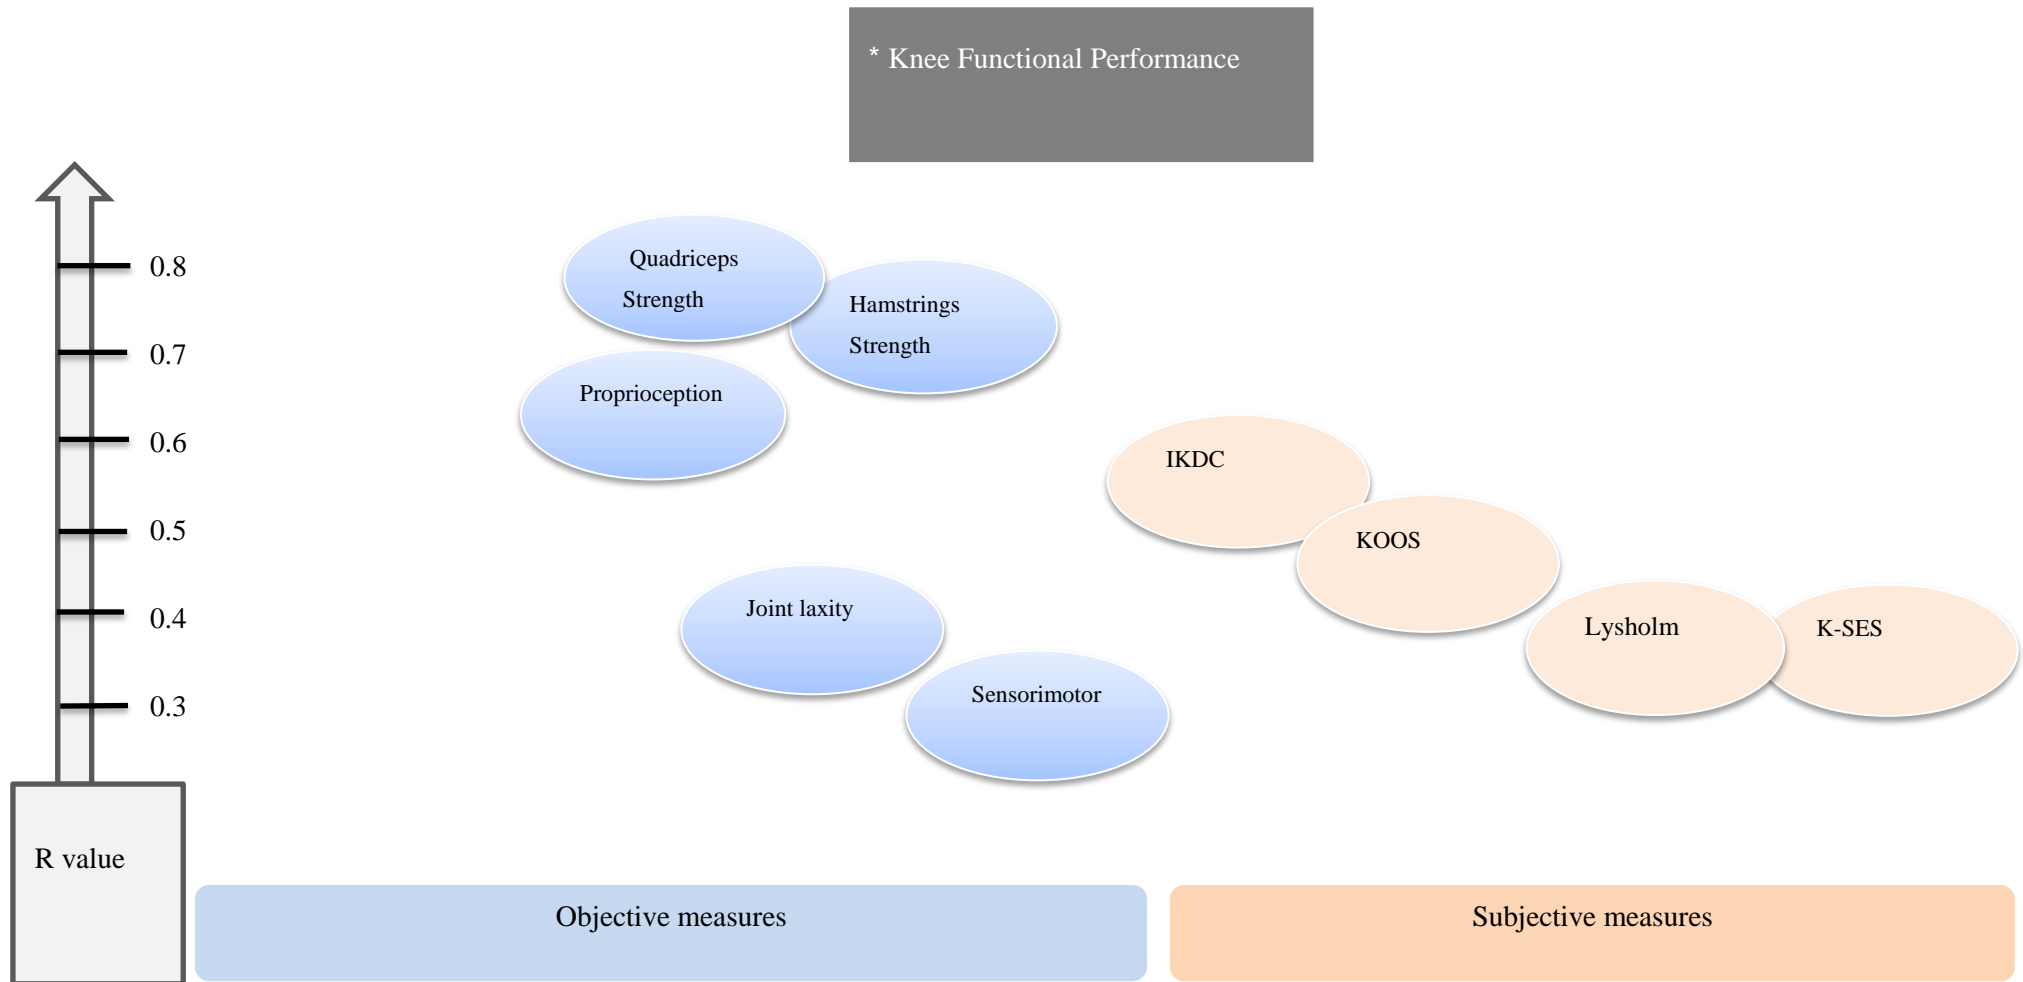 * Knee Functional Performance
0.8
0.7
0.6
0.5
0.4
0.3
R value
Quadriceps
Strength
Hamstrings
Strength
Proprioception
Joint laxity
Sensorimotor
IKDC
KOOS
Lysholm
K-SES
Objective measures
Subjective measures